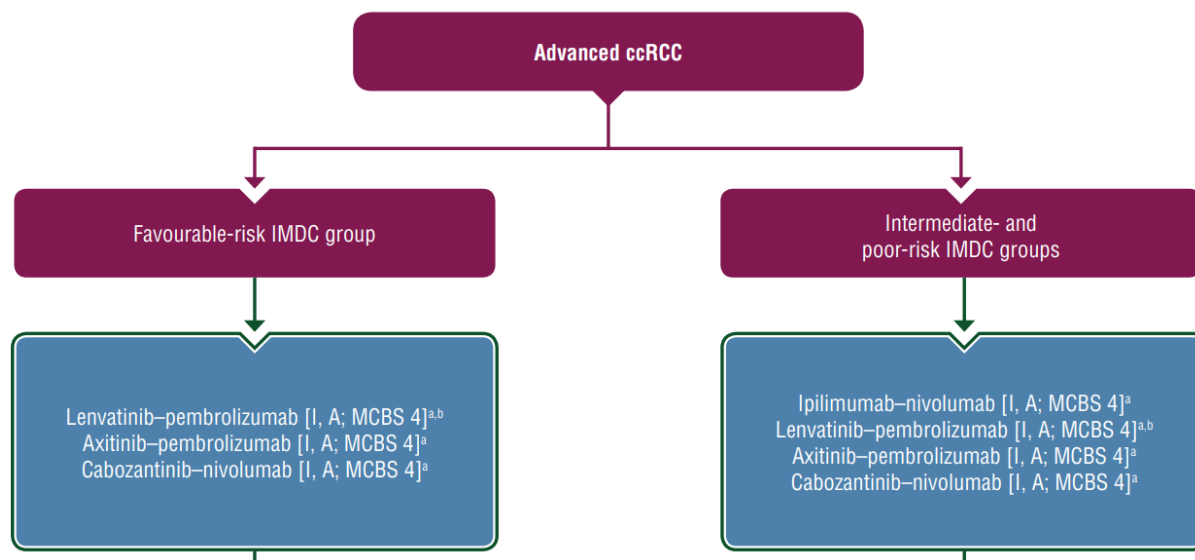 Advanced ccRCC
Favourable-risk IMDC group
Intermediate- and
poor-risk IMDC groups
Lenvatinib–pembrolizumab [I, A; MCBS 4]ᵃ,ᵇ
Axitinib–pembrolizumab [I, A; MCBS 4]ᵃ
Cabozantinib–nivolumab [I, A; MCBS 4]ᵃ
Ipilimumab–nivolumab [I, A; MCBS 4]ᵃ
Lenvatinib–pembrolizumab [I, A; MCBS 4]ᵃ,ᵇ
Axitinib–pembrolizumab [I, A; MCBS 4]ᵃ
Cabozantinib–nivolumab [I, A; MCBS 4]ᵃ